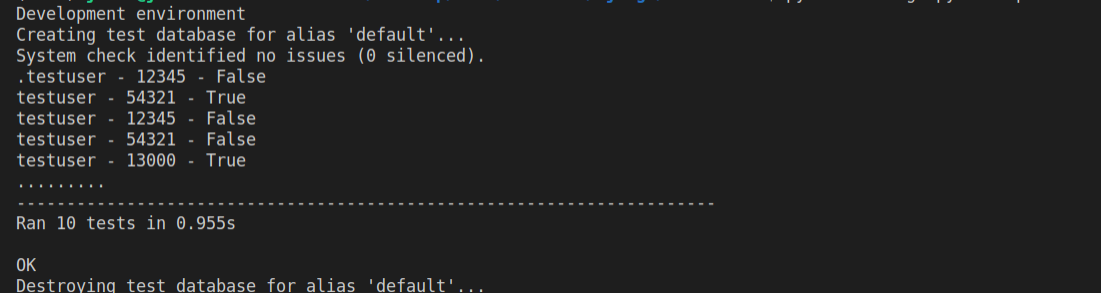 Development environment
Creating test database for alias 'default'...
System check identified no issues (0 silenced).
.testuser - 12345 - False
testuser - 54321 - True
testuser - 12345 - False
testuser - 54321 - False
testuser - 13000 - True
.........
----------------------------------------------------------------------
Ran 10 tests in 0.955s
OK
Destroying test database for alias 'default'...